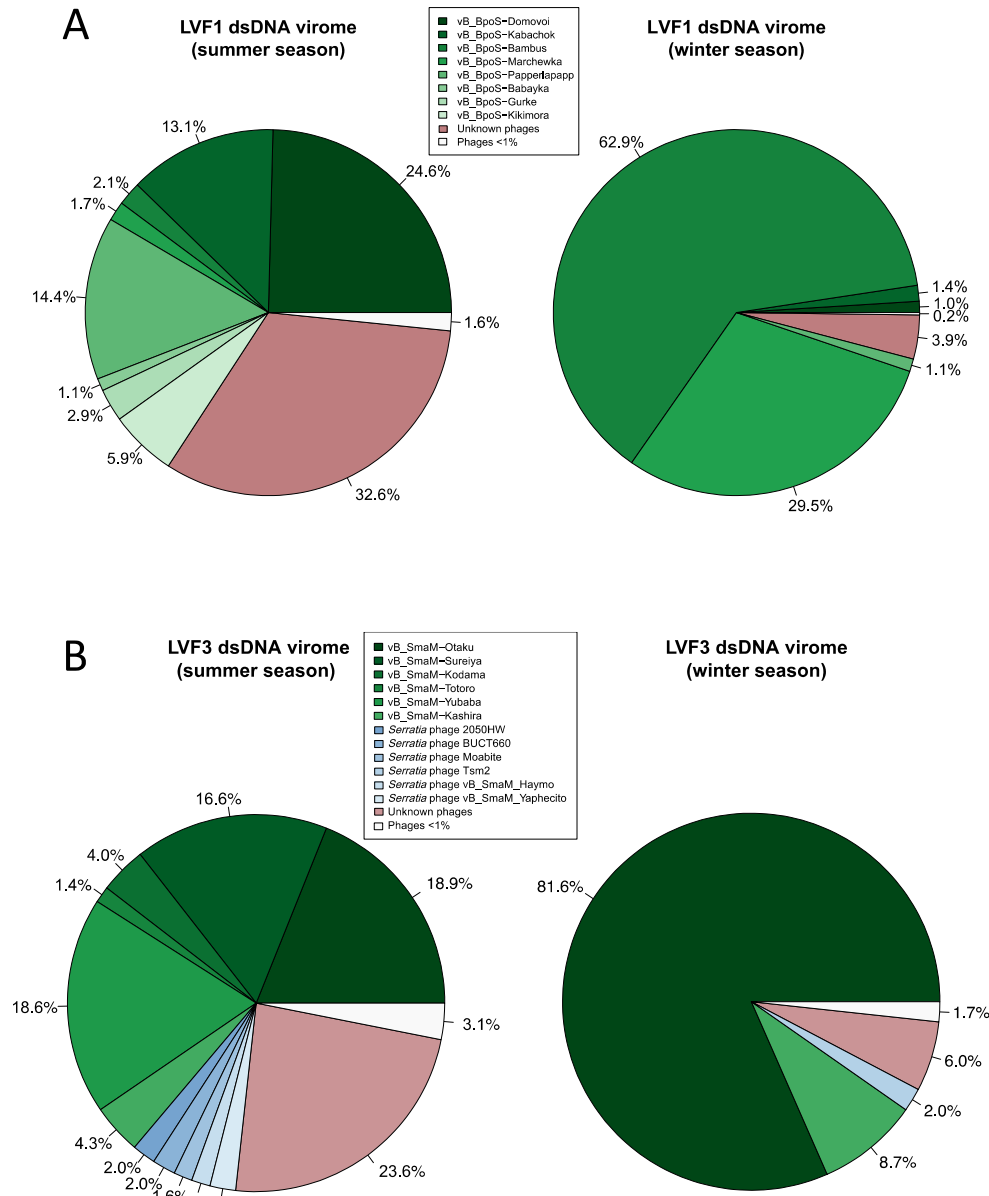 A
LVF1 dsDNA virome
(summer season)
vB_BpoS−Domovoi
vB_BpoS−Kabachok
vB_BpoS−Bambus
vB_BpoS−Marchewka
vB_BpoS−Papperlapapp
vB_BpoS−Babayka
vB_BpoS−Gurke
vB_BpoS−Kikimora
Unknown phages
Phages <1%
LVF1 dsDNA virome
(winter season)
13.1%
24.6%
2.1%
1.7%
14.4%
1.1%
2.9%
5.9%
32.6%
1.6%
62.9%
1.4%
1.0%
0.2%
3.9%
1.1%
29.5%
B
LVF3 dsDNA virome
(summer season)
vB_SmaM−Otaku
vB_SmaM−Sureiya
vB_SmaM−Kodama
vB_SmaM−Totoro
vB_SmaM−Yubaba
vB_SmaM−Kashira
Serratia phage 2050HW
Serratia phage BUCT660
Serratia phage Moabite
Serratia phage Tsm2
Serratia phage vB_SmaM_Haymo
Serratia phage vB_SmaM_Yaphecito
Unknown phages
Phages <1%
LVF3 dsDNA virome
(winter season)
16.6%
18.9%
4.0%
1.4%
18.6%
4.3%
2.0%
2.0%
1.6%
23.6%
3.1%
81.6%
1.7%
6.0%
2.0%
8.7%